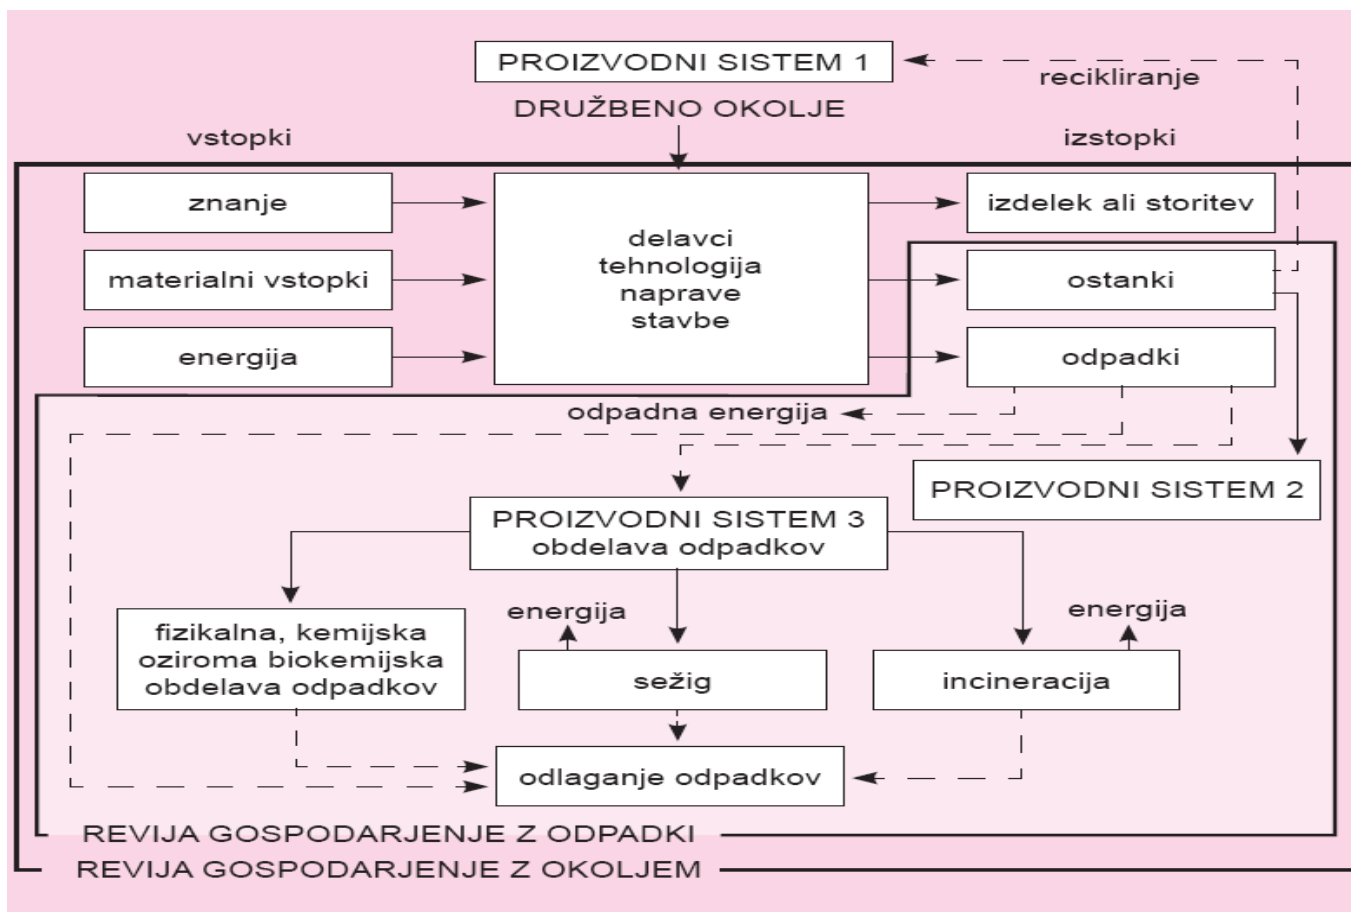 PROIZVODNI SISTEM 1
recikliranje
DRUŽBENO OKOLJE
vstopki
izstopki
znanje
delavci
tehnologija
naprave
stavbe
izdelek ali storitev
materialni vstopki
ostanki
energija
odpadki
odpadna energija
PROIZVODNI SISTEM 2
PROIZVODNI SISTEM 3
obdelava odpadkov
energija
energija
fizikalna, kemijska
oziroma biokemijska
obdelava odpadkov
sežig
incineracija
odlaganje odpadkov
REVIJA GOSPODARJENJE Z ODPADKI
REVIJA GOSPODARJENJE Z OKOLJEM